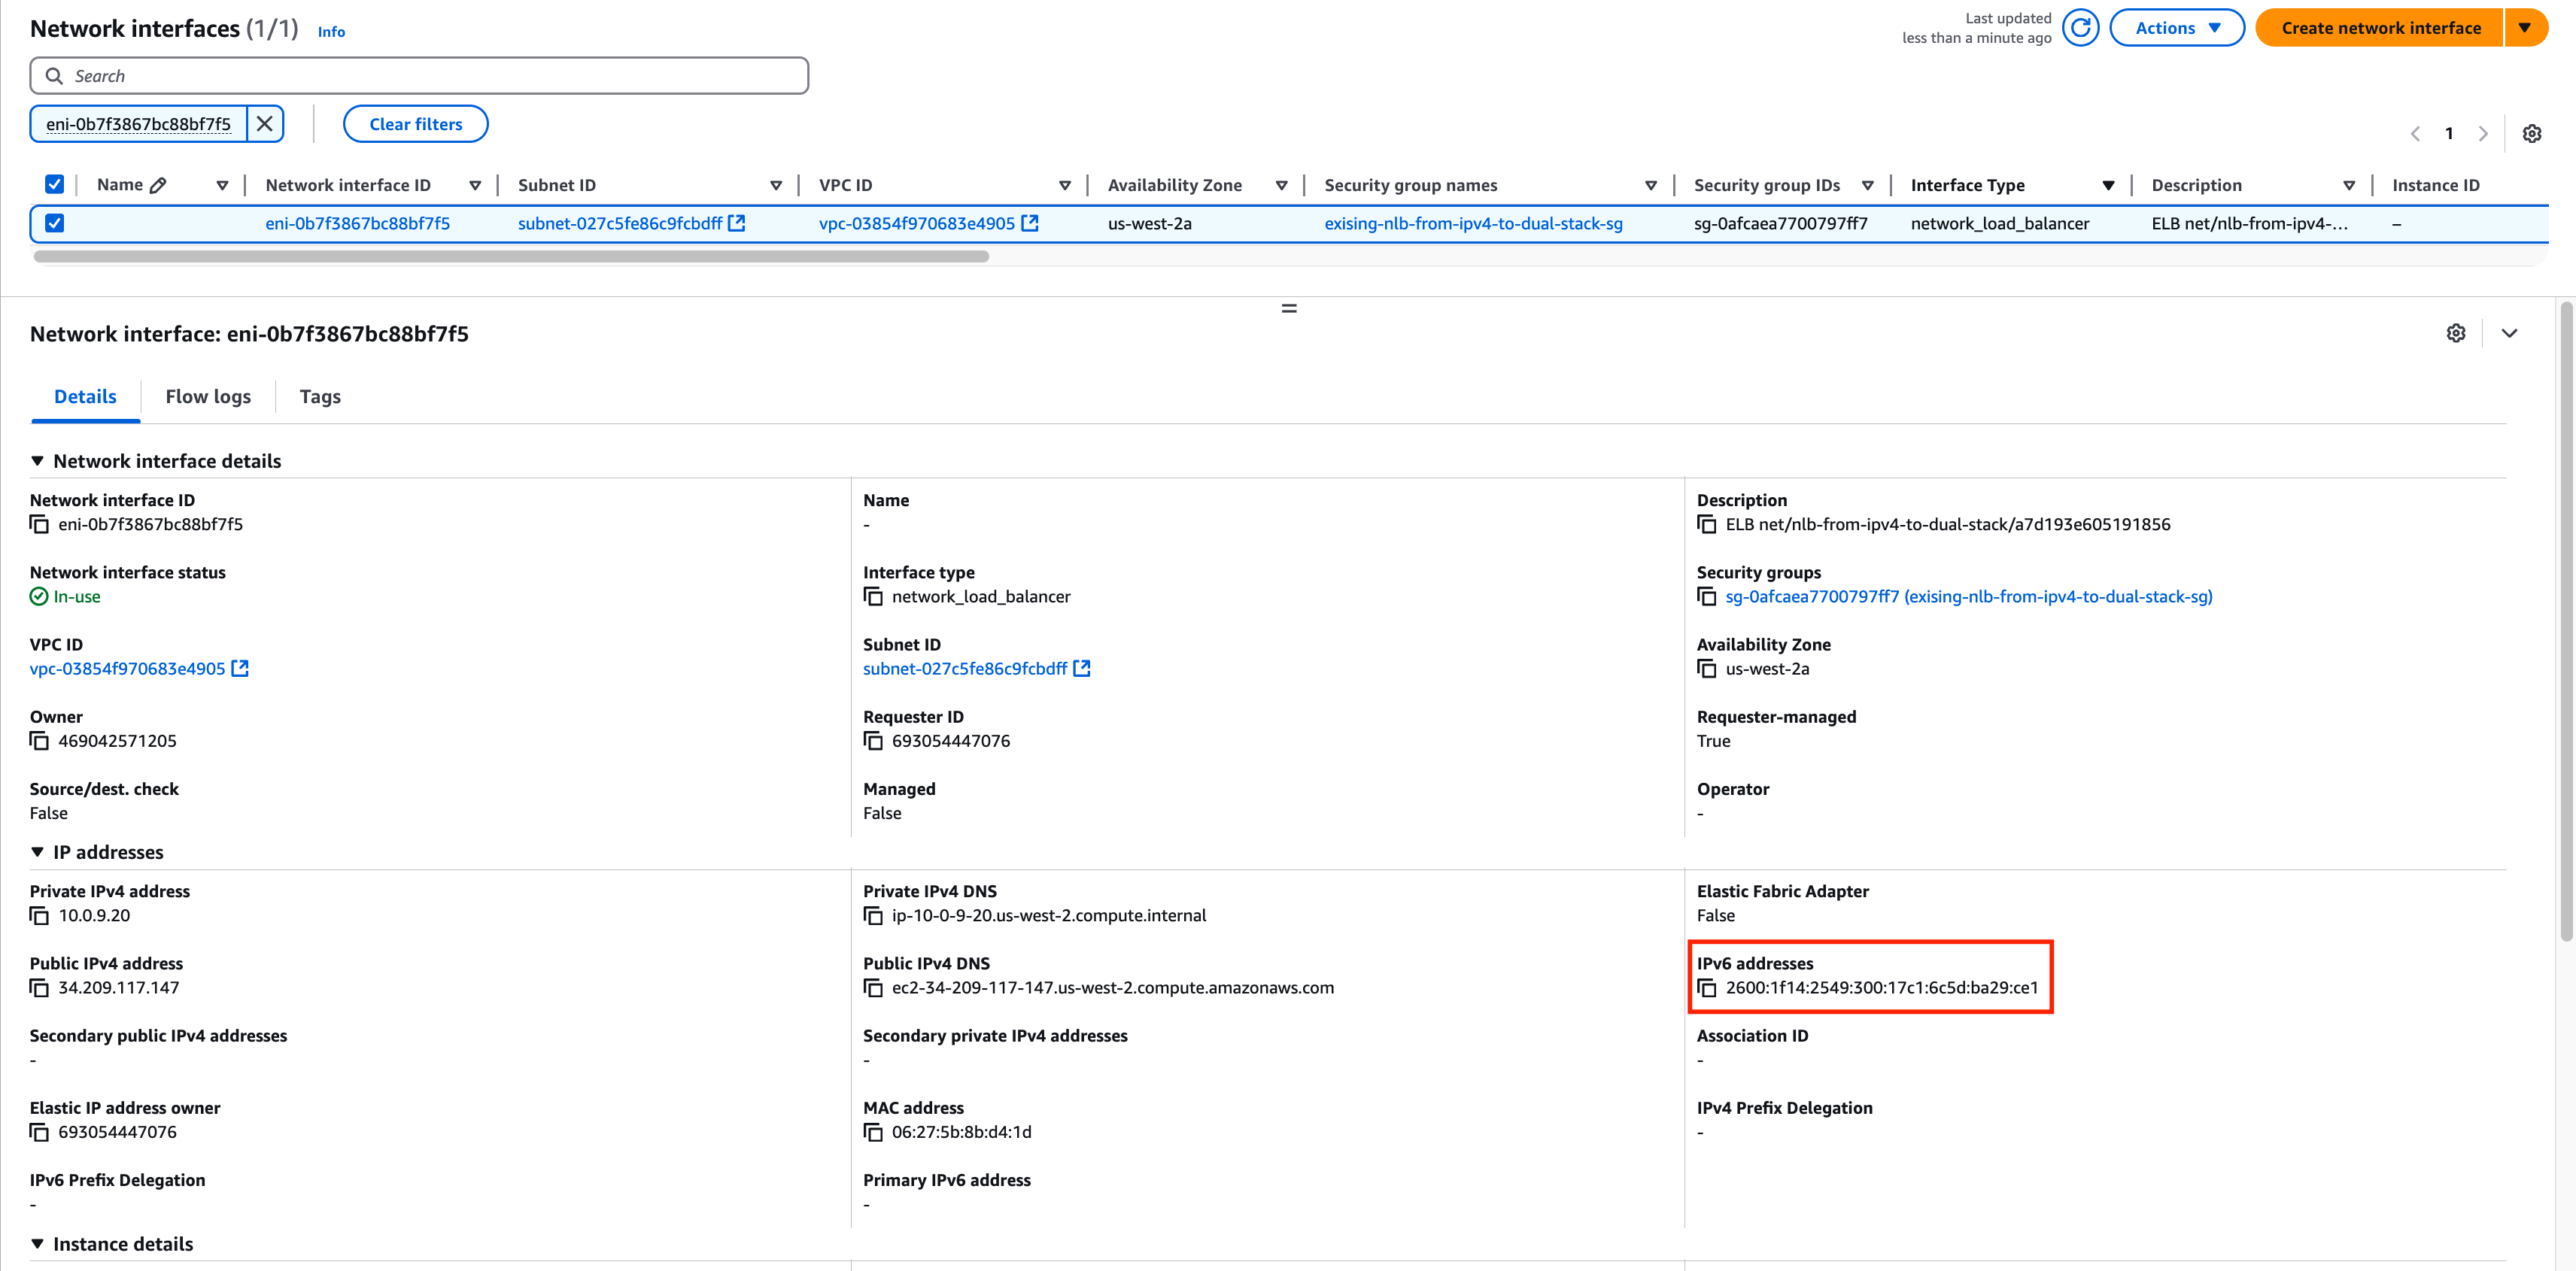 Network interfaces (1/1) Info
Last updated
less than a minute ago
Actions
Create network interface
Search
eni-0b7f3867bc88bf7f5
Clear filters
1
Name Network interface ID Subnet ID VPC ID Availability Zone Security group names Security group IDs Interface Type Description Instance ID
eni-0b7f3867bc88bf7f5 subnet-027c5fe86c9fcbdff vpc-03854f970683e4905 us-west-2a exising-nlb-from-ipv4-to-dual-stack-sg sg-0afcaea7700797ff7 network_load_balancer ELB net/nlb-from-ipv4-... –
Network interface: eni-0b7f3867bc88bf7f5
Details Flow logs Tags
Network interface details
Network interface ID Name Description
eni-0b7f3867bc88bf7f5 - ELB net/nlb-from-ipv4-to-dual-stack/a7d193e605191856
Network interface status Interface type Security groups
In-use network_load_balancer sg-0afcaea7700797ff7 (exising-nlb-from-ipv4-to-dual-stack-sg)
VPC ID Subnet ID Availability Zone
vpc-03854f970683e4905 subnet-027c5fe86c9fcbdff us-west-2a
Owner Requester ID Requester-managed
469042571205 693054447076 True
Source/dest. check Managed Operator
False False -
IP addresses
Private IPv4 address Private IPv4 DNS Elastic Fabric Adapter
10.0.9.20 ip-10-0-9-20.us-west-2.compute.internal False
Public IPv4 address Public IPv4 DNS IPv6 addresses
34.209.117.147 ec2-34-209-117-147.us-west-2.compute.amazonaws.com 2600:1f14:2549:300:17c1:6c5d:ba29:ce1
Secondary public IPv4 addresses Secondary private IPv4 addresses Association ID
- - -
Elastic IP address owner MAC address IPv4 Prefix Delegation
693054447076 06:27:5b:8b:d4:1d -
IPv6 Prefix Delegation Primary IPv6 address
- -
Instance details